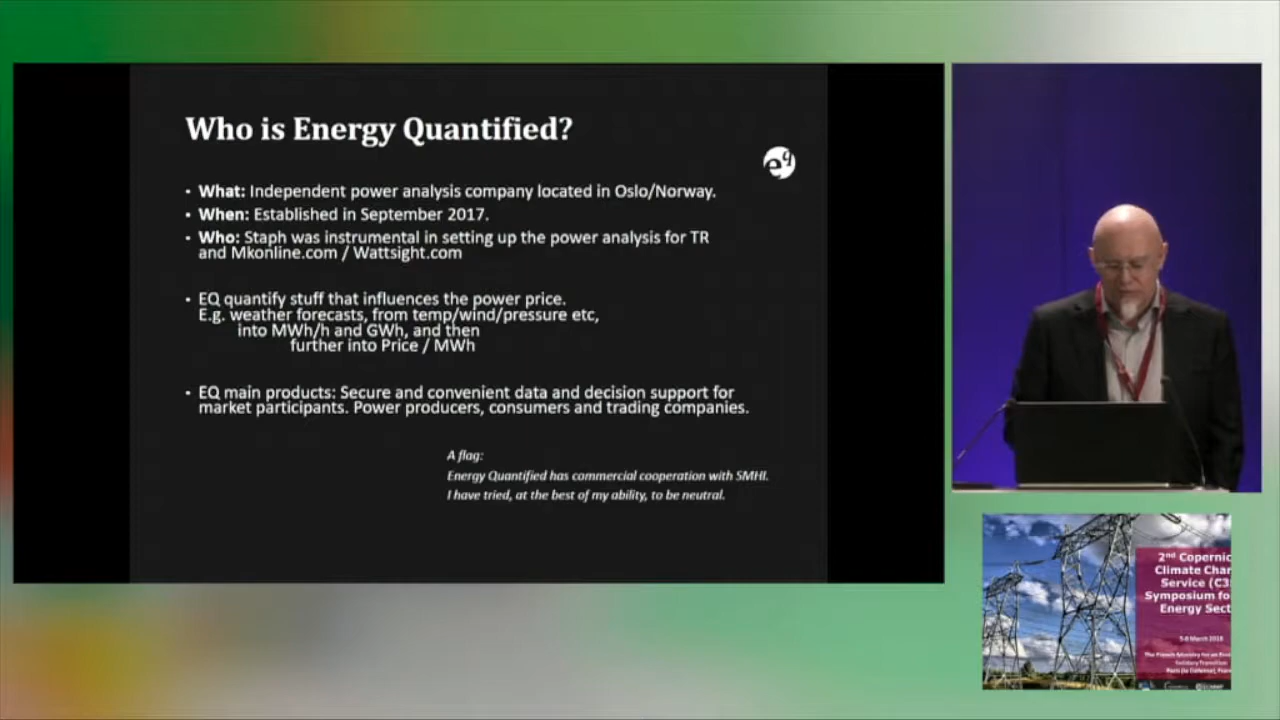 Who is Energy Quantified?
e9
• What: Independent power analysis company located in Oslo/Norway.
• When: Established in September 2017.
• Who: Staph was instrumental in setting up the power analysis for TR
and Mkonline.com / Wattsight.com
• EQ quantify stuff that influences the power price.
E.g. weather forecasts, from temp/wind/pressure etc,
into MWh/h and GWh, and then
further into Price / MWh
• EQ main products: Secure and convenient data and decision support for
market participants. Power producers, consumers and trading companies.
A flag:
Energy Quantified has commercial cooperation with SMHI.
I have tried, at the best of my ability, to be neutral.
2nd Copernic
Climate Char
Service (C3
Symposium fo
Energy Sect
March 2018